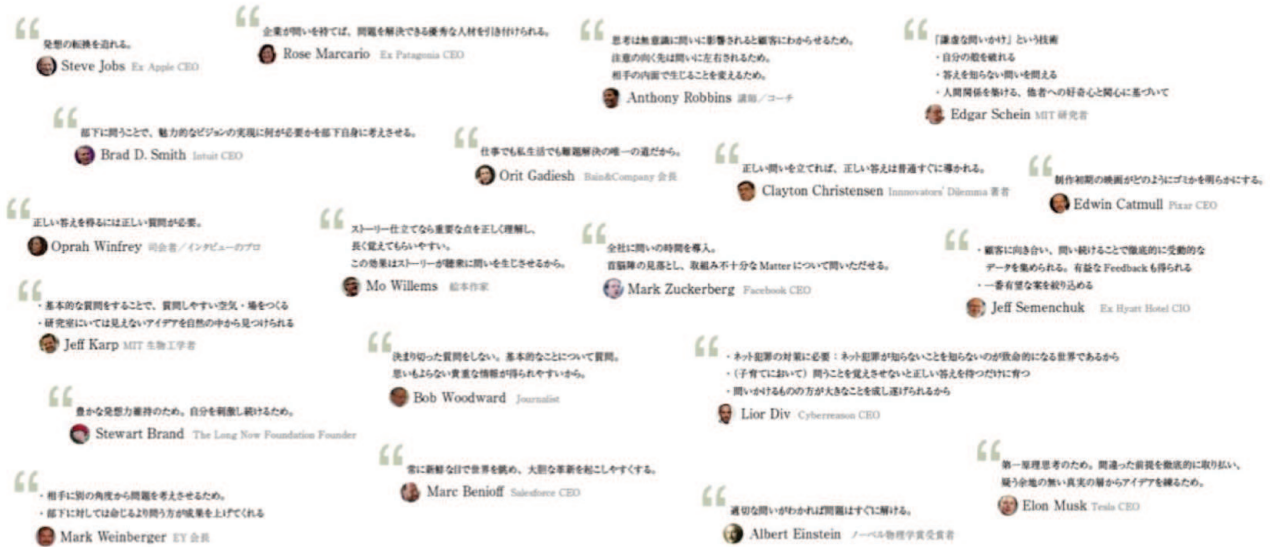 発想の転換を迫れる。
Steve Jobs Ex Apple CEO
企業が問いを持てば、問題を解決できる優秀な人材を引き付けられる。
Rose Marcario Ex Patagonia CEO
思考は無意識に問いに影響されると顧客にわからせるため。
注意の向く先は問いに左右されるため。
相手の内面で生じることを変えるため。
Anthony Robbins 講師／コーチ
「謙虚な問いかけ」という技術
・自分の殻を破れる
・答えを知らない問いを問える
・人間関係を築ける、他者への好奇心と関心に基づいて
Edgar Schein MIT 研究者
部下に問うことで、魅力的なビジョンの実現に何が必要かを部下自身に考えさせる。
Brad D. Smith Intuit CEO
仕事でも私生活でも難題解決の唯一の道だから。
Orit Gadiesh Bain&Company 会長
正しい問いを立てれば、正しい答えは普通すぐに導かれる。
Clayton Christensen Innnovators' Dilemma 著者
制作初期の映画がどのようにゴミかを明らかにする。
Edwin Catmull Pixar CEO
正しい答えを得るには正しい質問が必要。
Oprah Winfrey 司会者／インタビューのプロ
ストーリー仕立てなら重要な点を正しく理解し、
長く覚えてもらいやすい。
この効果はストーリーが聴衆に問いを生じさせるから。
Mo Willems 絵本作家
全社に問いの時間を導入。
首脳陣の見落とし、取組み不十分な Matter について問いただせる。
Mark Zuckerberg Facebook CEO
・顧客に向き合い、問い続けることで徹底的に受動的な
データを集められる。有益な Feedback も得られる
・一番有望な案を絞り込める
Jeff Semenchuk Ex Hyatt Hotel CIO
・基本的な質問をすることで、質問しやすい空気・場をつくる
・研究室にいては見えないアイデアを自然の中から見つけられる
Jeff Karp MIT 生物工学者
決まり切った質問をしない。基本的なことについて質問。
思いもよらない貴重な情報が得られやすいから。
Bob Woodward Journalist
・ネット犯罪の対策に必要：ネット犯罪が知らないことを知らないのが致命的になる世界であるから
・（子育てにおいて）問うことを覚えさせないと正しい答えを待つだけに育つ
・問いかけるものの方が大きなことを成し遂げられるから
Lior Div Cybereason CEO
豊かな発想力維持のため。自分を刺激し続けるため。
Stewart Brand The Long Now Foundation Founder
常に新鮮な目で世界を眺め、大胆な革新を起こしやすくする。
Marc Benioff Salesforce CEO
第一原理思考のため。間違った前提を徹底的に取り払い、
疑う余地の無い真実の層からアイデアを練るため。
Elon Musk Tesla CEO
・相手に別の角度から問題を考えさせるため。
・部下に対しては命じるより問う方が成果を上げてくれる
Mark Weinberger EY 会長
適切な問いがわかれば問題はすぐに解ける。
Albert Einstein ノーベル物理学賞受賞者